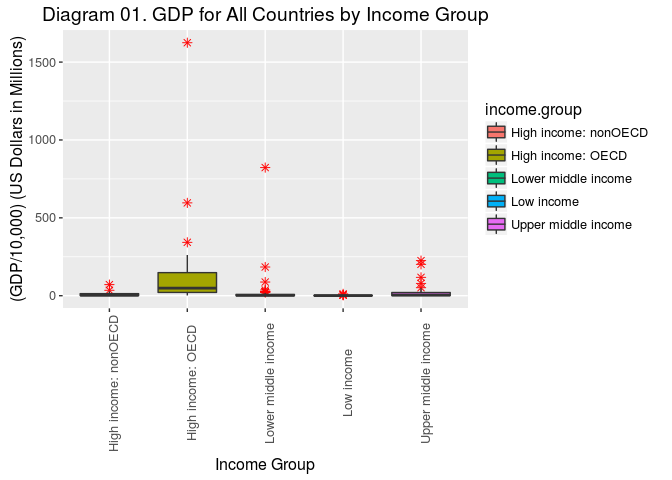 Diagram 01. GDP for All Countries by Income Group
(GDP/10,000) (US Dollars in Millions)
1500
1000
500
0
High income: nonOECD
High income: OECD
Lower middle income
Low income
Upper middle income
Income Group
income.group
High income: nonOECD
High income: OECD
Lower middle income
Low income
Upper middle income